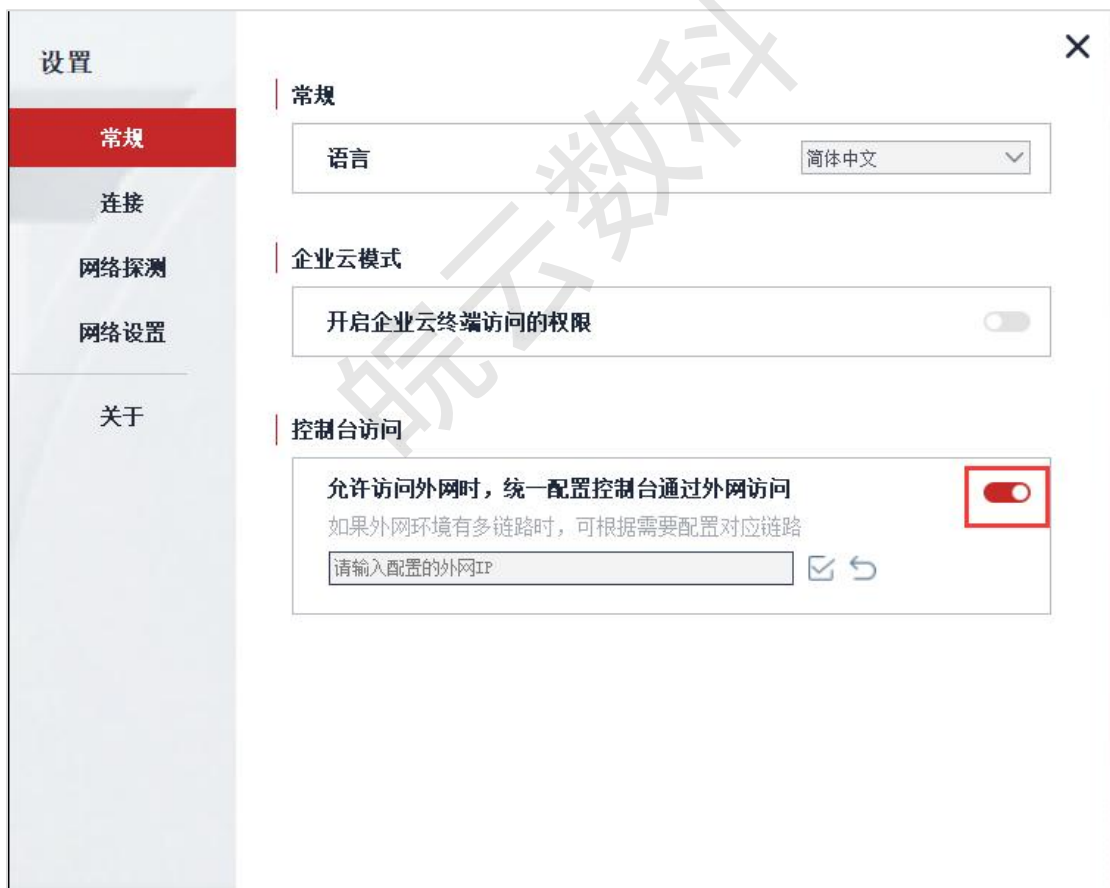 设置
常规
连接
网络探测
网络设置
关于
常规
语言
简体中文
企业云模式
开启企业云终端访问的权限
控制台访问
允许访问外网时，统一配置控制台通过外网访问
如果外网环境有多链路时，可根据需要配置对应链路
请输入配置的外网IP
皖云数科